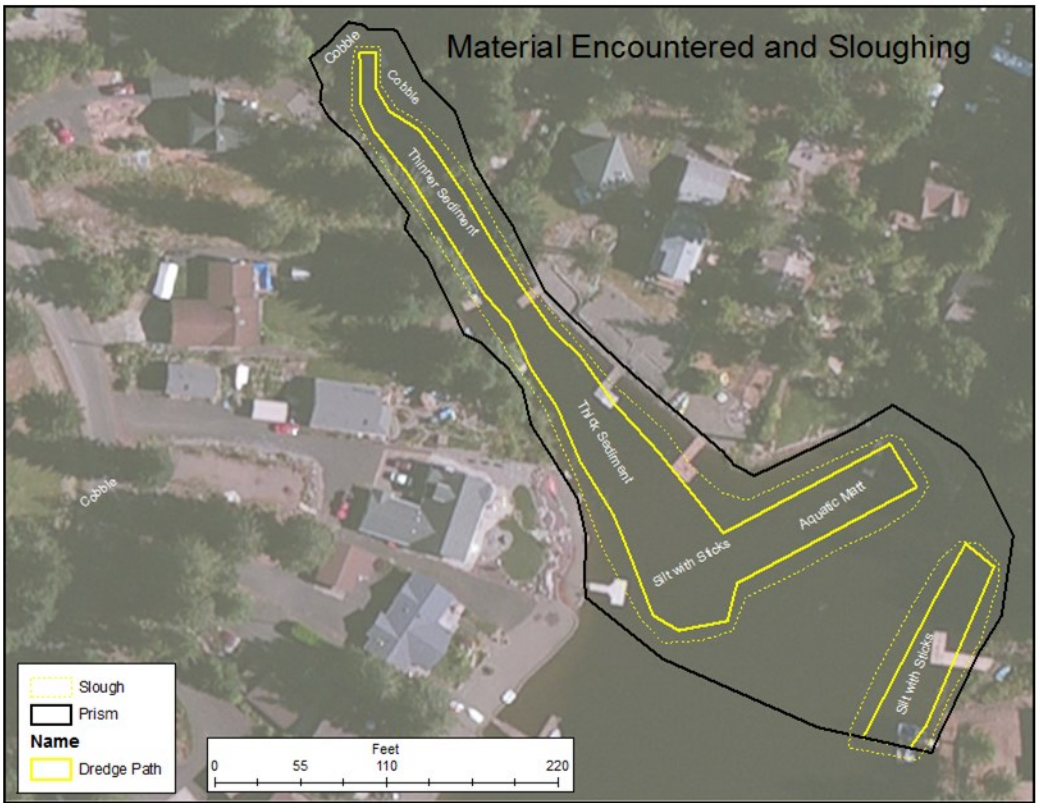 Material Encountered and Sloughing
Cobble
Cobble
Thinner Sediment
Thick Sediment
Cobble
Aquatic Matt
Silt with Sticks
Silt with Sticks
Slough
Prism
Name
Dredge Path
Feet
0 55 110 220